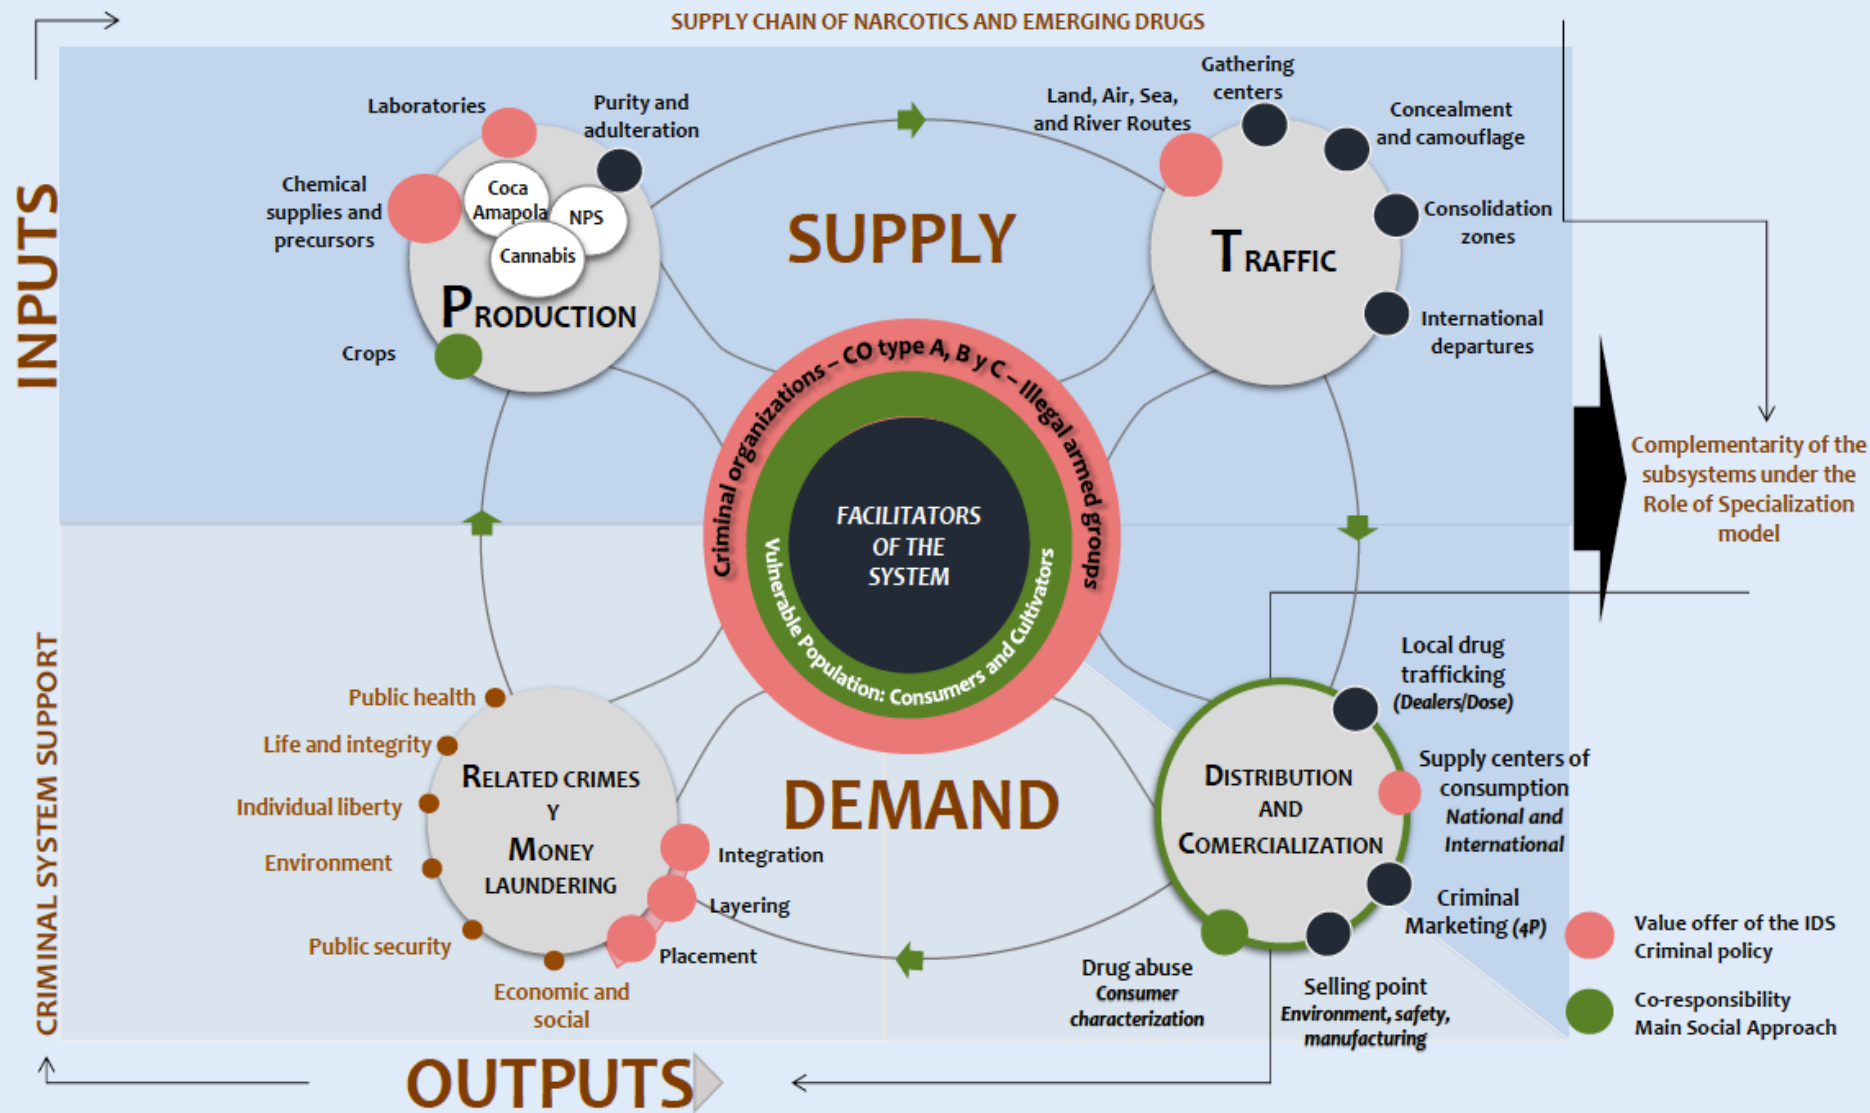 SUPPLY CHAIN OF NARCOTICS AND EMERGING DRUGS
INPUTS
Laboratories
Purity and
adulteration
Chemical
supplies and
precursors
Coca
Amapola
NPS
Cannabis
PRODUCTION
Crops
SUPPLY
Land, Air, Sea,
and River Routes
Gathering
centers
Concealment
and camouflage
Consolidation
zones
International
departures
TRAFFIC
Criminal organizations – CO type A, B y C – Illegal armed groups
FACILITATORS
OF THE
SYSTEM
Vulnerable Population: Consumers and Cultivators
Complementarity of the
subsystems under the
Role of Specialization
model
CRIMINAL SYSTEM SUPPORT
Public health
Life and integrity
Individual liberty
Environment
Public security
Economic and
social
RELATED CRIMES
Y
MONEY
LAUNDERING
Integration
Layering
Placement
DEMAND
DISTRIBUTION
AND
COMERCIALIZATION
Local drug
trafficking
(Dealers/Dose)
Supply centers of
consumption
National and
International
Criminal
Marketing (4P)
Selling point
Environment, safety,
manufacturing
Drug abuse
Consumer
characterization
Value offer of the IDS
Criminal policy
Co-responsibility
Main Social Approach
OUTPUTS